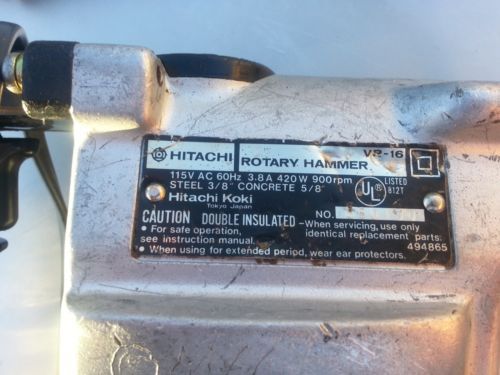 HITACHI ROTARY HAMMER VR-16
115V AC 60Hz 3.8A 420W 900rpm
STEEL 3/8" CONCRETE 5/8"
Hitachi Koki
Tokyo Japan
UL LISTED
812T
NO.
CAUTION DOUBLE INSULATED - When servicing, use only
identical replacement parts.
• For safe operation,
see instruction manual.
494865
• When using for extended period, wear ear protectors.